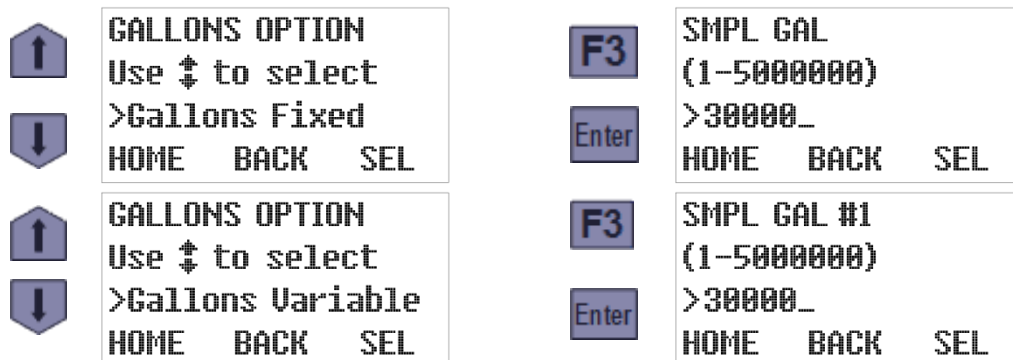 GALLONS OPTION
Use ↕ to select
>Gallons Fixed
HOME BACK SEL
F3
Enter
SMPL GAL
(1-5000000)
>30000_
HOME BACK SEL
GALLONS OPTION
Use ↕ to select
>Gallons Variable
HOME BACK SEL
F3
Enter
SMPL GAL #1
(1-5000000)
>30000_
HOME BACK SEL